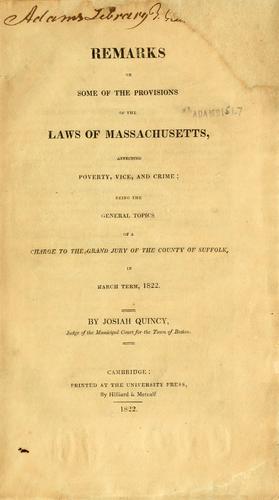 Adams Library
REMARKS
ON
SOME OF THE PROVISIONS
OF THE
LAWS OF MASSACHUSETTS,
AFFECTING
POVERTY, VICE, AND CRIME;
BEING THE
GENERAL TOPICS
OF A
CHARGE TO THE GRAND JURY OF THE COUNTY OF SUFFOLK,
IN
MARCH TERM, 1822.
BY JOSIAH QUINCY,
Judge of the Municipal Court for the Town of Boston.
CAMBRIDGE:
PRINTED AT THE UNIVERSITY PRESS,
By Hilliard & Metcalf
1822.